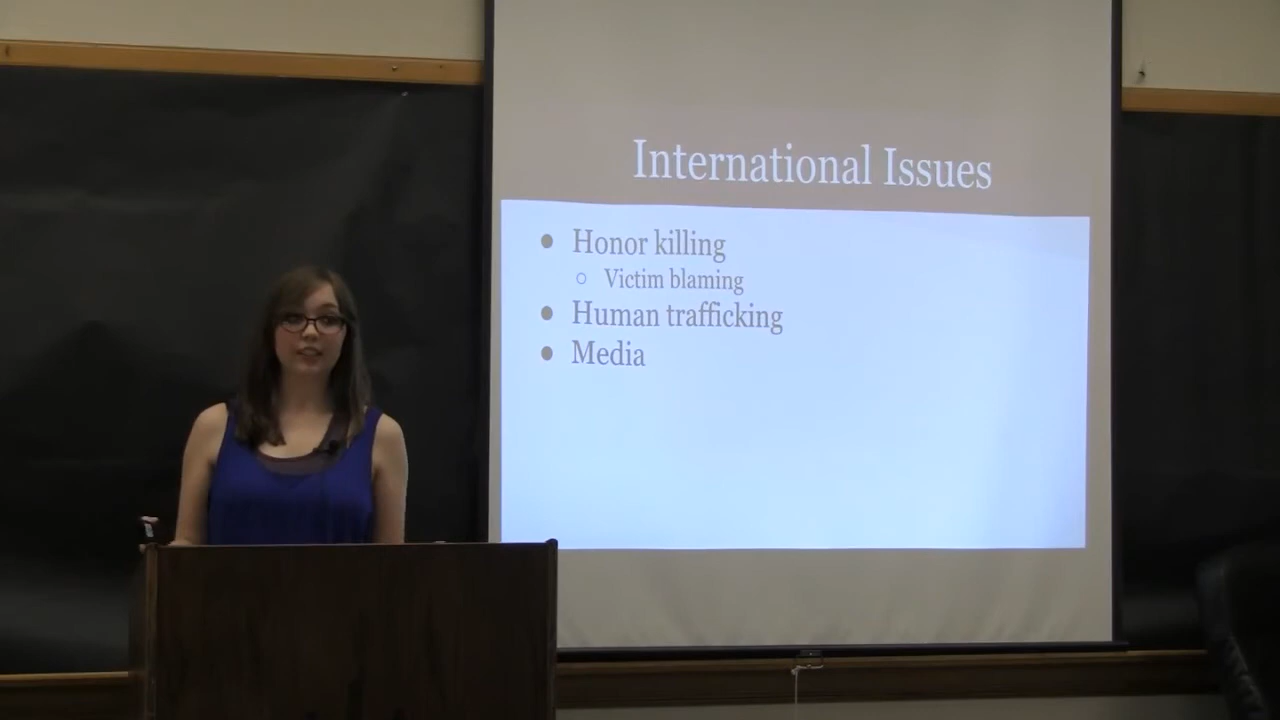 International Issues
● Honor killing
○ Victim blaming
● Human trafficking
● Media